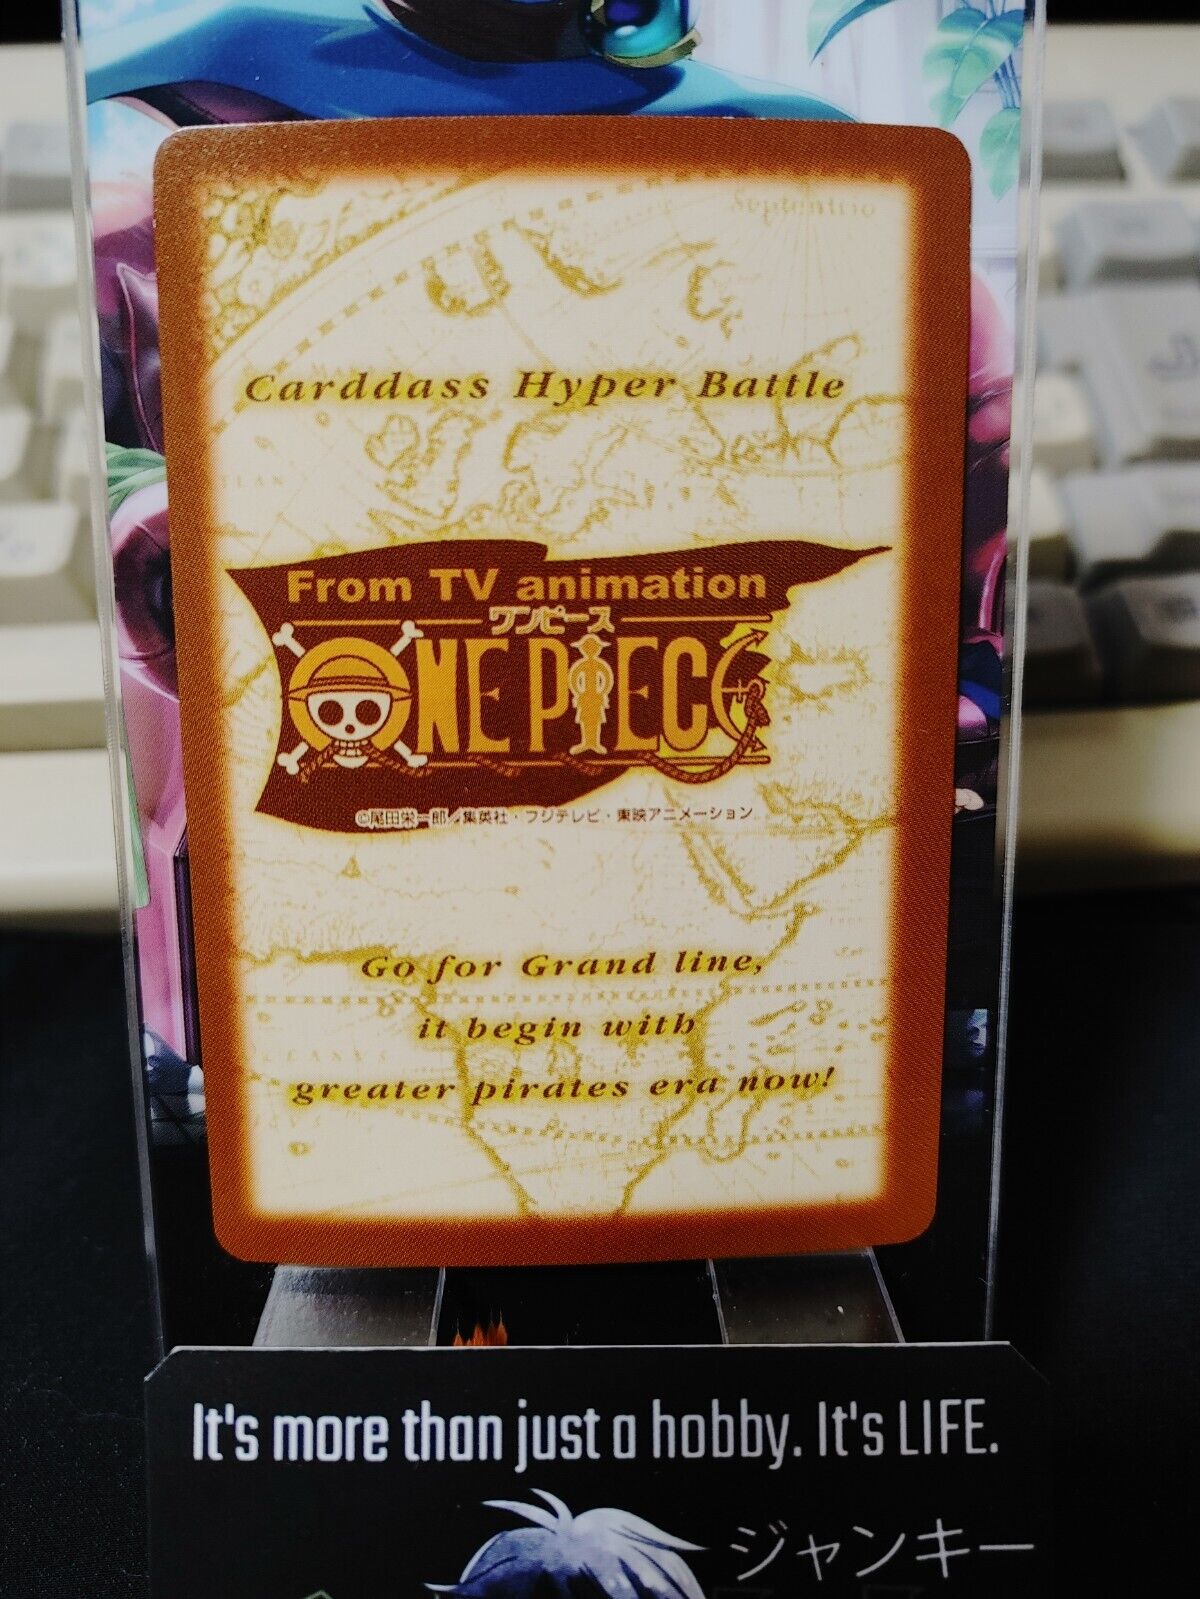 Septentrio
Carddass Hyper Battle
From TV animation
ワンピース
ONE PIECE
©尾田栄一郎／集英社・フジテレビ・東映アニメーション
Go for Grand line,
it begin with
greater pirates era now!
It's more than just a hobby. It's LIFE.
ジャンキー